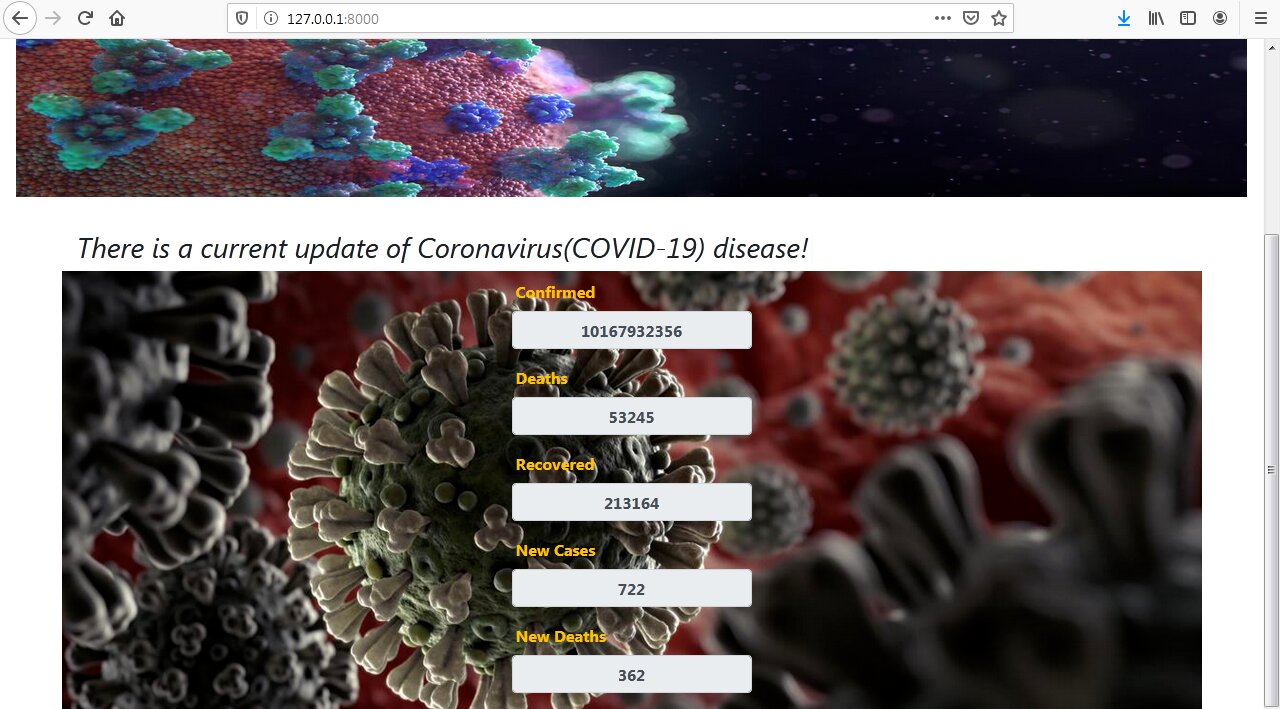 127.0.0.1:8000
There is a current update of Coronavirus(COVID-19) disease!
Confirmed
10167932356
Deaths
53245
Recovered
213164
New Cases
722
New Deaths
362